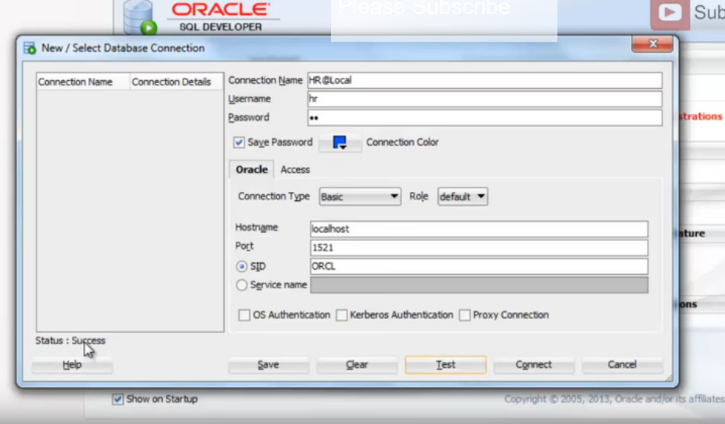 ORACLE
SQL DEVELOPER
Please Subscribe
Sub
New / Select Database Connection
Connection Name Connection Details
Connection Name HR@Local
Username hr
Password ••
Save Password Connection Color
Oracle Access
Connection Type Basic Role default
Hostname localhost
Port 1521
SID ORCL
Service name
OS Authentication Kerberos Authentication Proxy Connection
Status : Success
Help Save Clear Test Connect Cancel
strations
ature
ons
Show on Startup
Copyright © 2005, 2013, Oracle and/or its affiliates